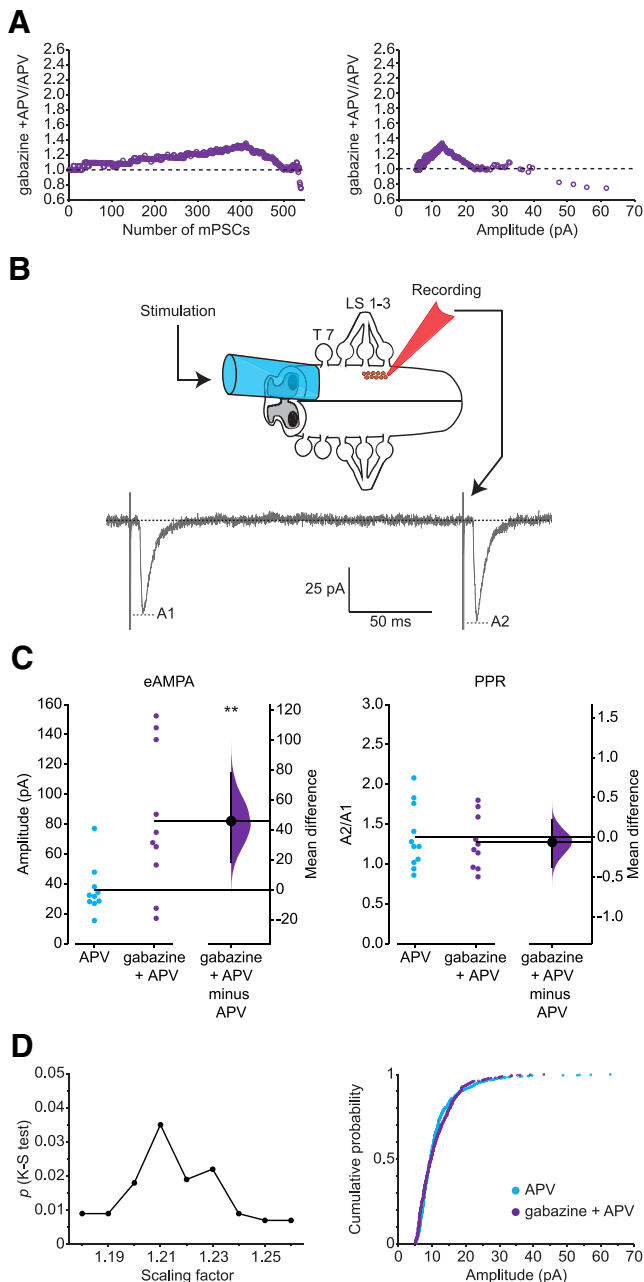 A
gabazine +APV/APV
2.6
2.4
2.2
2.0
1.8
1.6
1.4
1.2
1.0
0.8
0.6
0
100
200
300
400
500
Number of mPSCs
gabazine +APV/APV
2.6
2.4
2.2
2.0
1.8
1.6
1.4
1.2
1.0
0.8
0.6
0
10
20
30
40
50
60
70
Amplitude (pA)
B
Stimulation
T 7
LS 1-3
Recording
25 pA
50 ms
A1
A2
C
eAMPA
Amplitude (pA)
160
140
120
100
80
60
40
20
0
**
120
100
80
60
40
20
0
-20
Mean difference
APV
gabazine
+ APV
gabazine
+ APV
minus
APV
PPR
A2/A1
3.0
2.5
2.0
1.5
1.0
0.5
0.0
1.5
1.0
0.5
0.0
-0.5
-1.0
Mean difference
APV
gabazine
+ APV
gabazine
+ APV
minus
APV
D
p (K-S test)
0.05
0.04
0.03
0.02
0.01
0
1.19
1.21
1.23
1.25
Scaling factor
Cumulative probability
1
0.5
0
APV
gabazine + APV
0
10
20
30
40
50
60
70
Amplitude (pA)